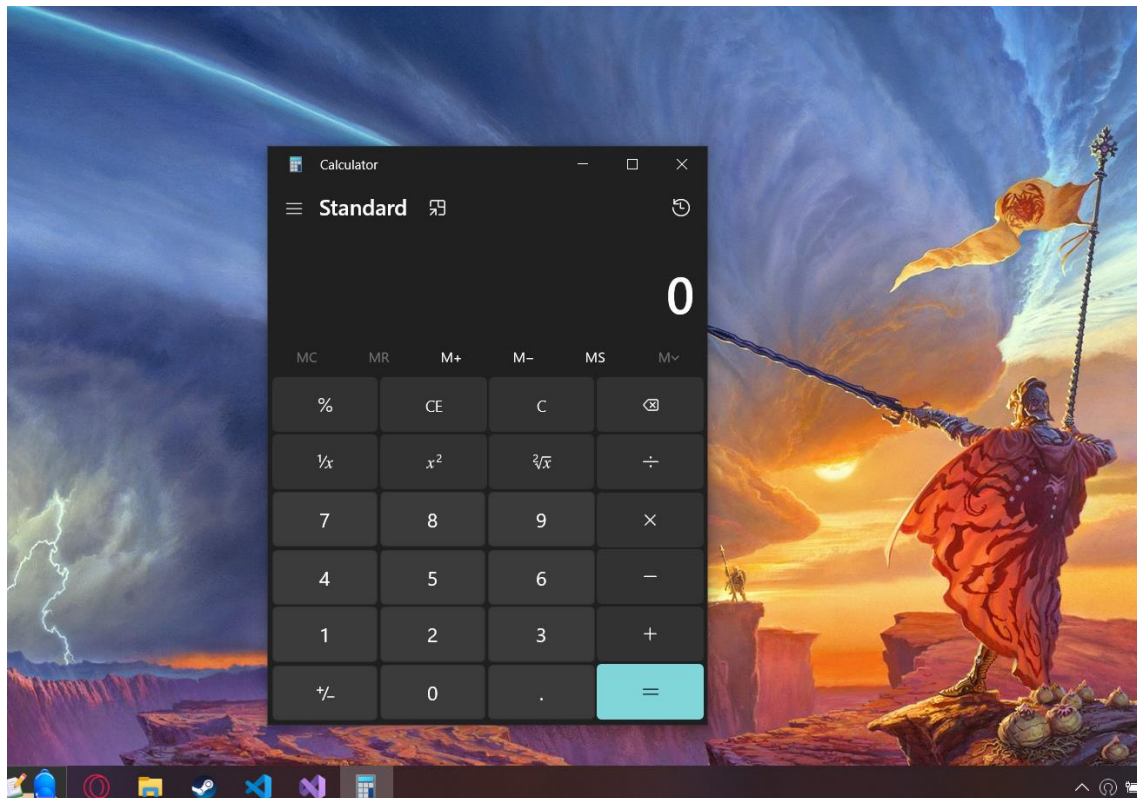 Calculator
Standard
0
MC MR M+ M− MS M
% CE C
¹/x x² ²√x ÷
7 8 9 ×
4 5 6 −
1 2 3 +
+/− 0 . =